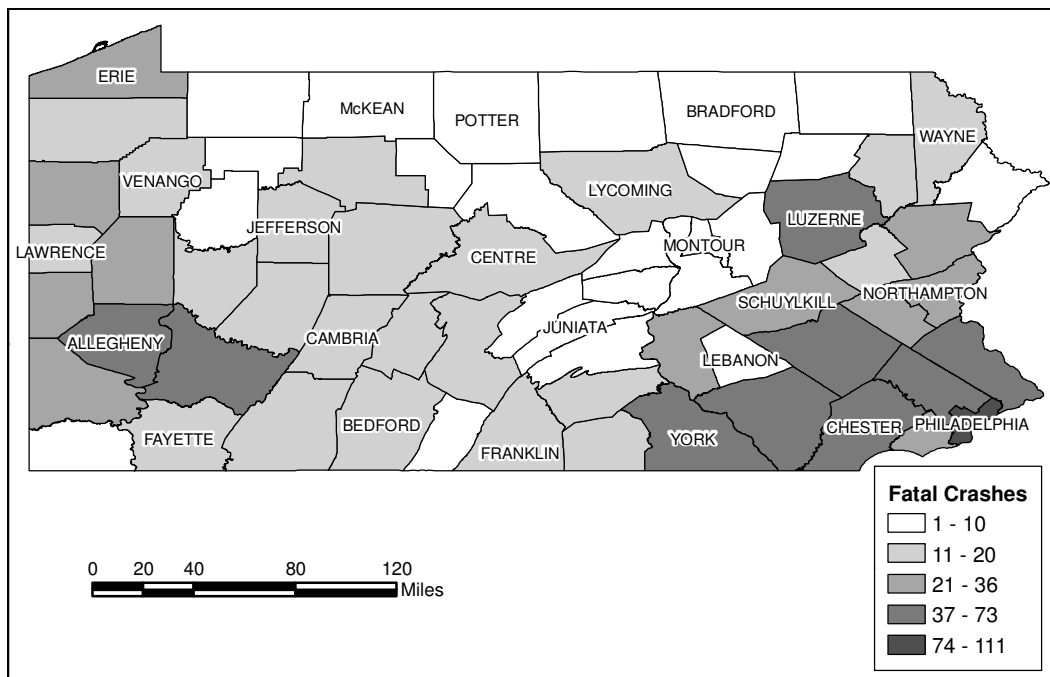 ERIE
McKEAN
POTTER
BRADFORD
WAYNE
VENANGO
LYCOMING
LUZERNE
JEFFERSON
MONTOUR
LAWRENCE
CENTRE
NORTHAMPTON
SCHUYLKILL
JUNIATA
ALLEGHENY
CAMBRIA
LEBANON
BEDFORD
PHILADELPHIA
CHESTER
FAYETTE
YORK
FRANKLIN
Fatal Crashes
1 - 10
11 - 20
21 - 36
37 - 73
74 - 111
0 20 40 80 120
Miles